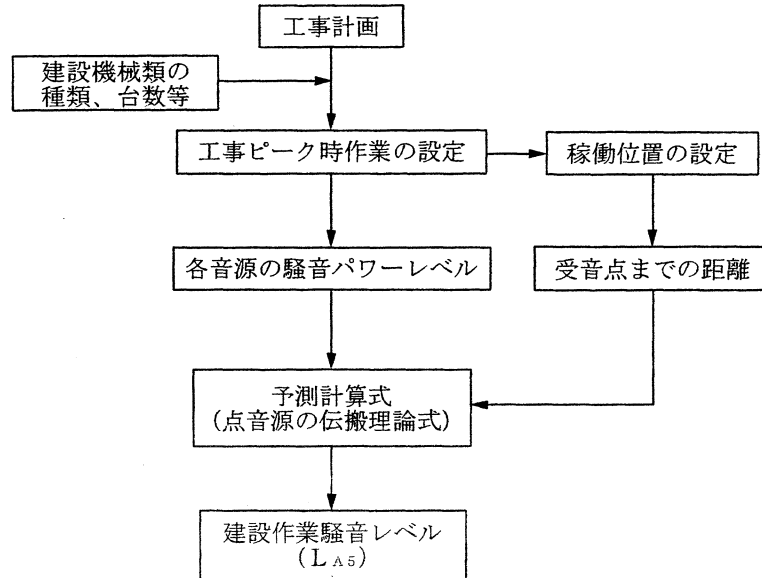 工事計画
建設機械類の
種類、台数等
工事ピーク時作業の設定
稼働位置の設定
各音源の騒音パワーレベル
受音点までの距離
予測計算式
(点音源の伝搬理論式)
建設作業騒音レベル
(LA5)